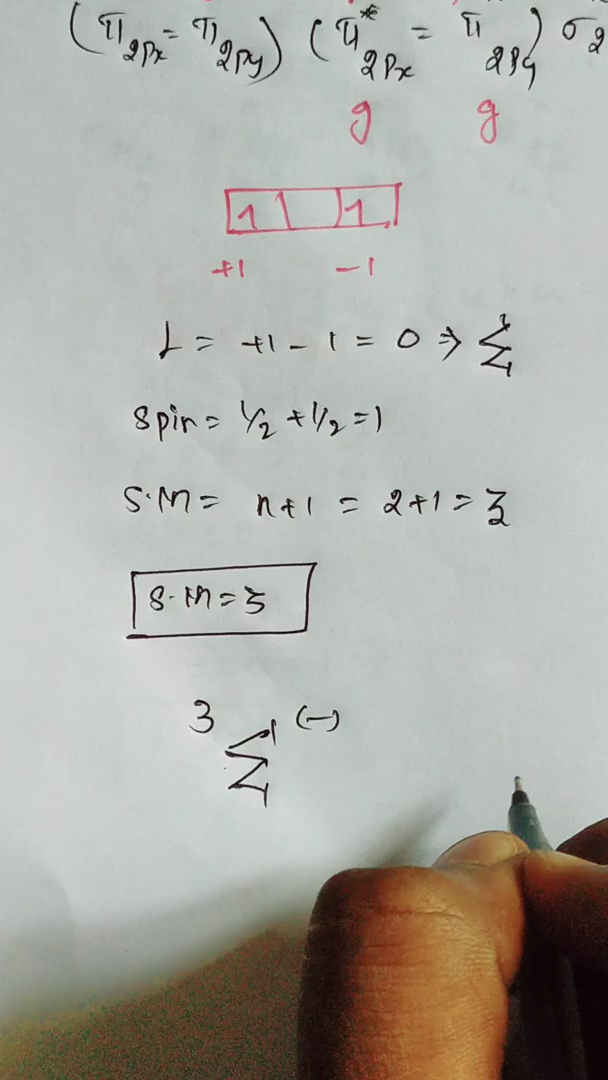 (π2Px = π2Py) (π*2Px = π2Py) σ2
g g
1 1
+1 -1
L = +1 - 1 = 0 ⇒ Σ
Spin = 1/2 + 1/2 = 1
S.M = n+1 = 2+1 = 3
S.M = 3
3Σ(-)